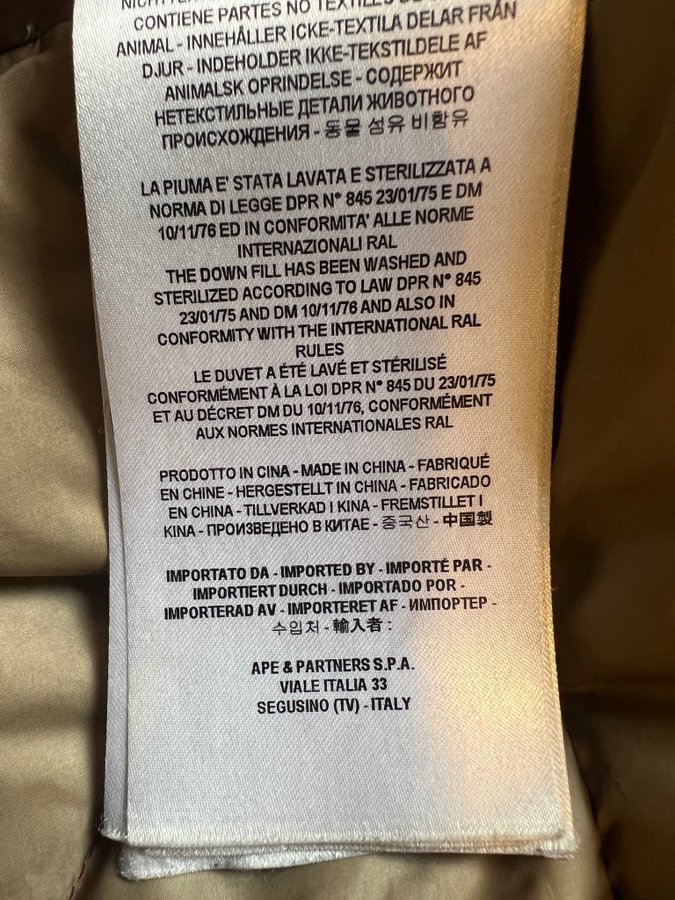 CONTIENE PARTES NO TEXTILES DE
ANIMAL - INNEHÅLLER ICKE-TEXTILA DELAR FRÅN
DJUR - INDEHOLDER IKKE-TEKSTILDELE AF
ANIMALSK OPRINDELSE - СОДЕРЖИТ
НЕТЕКСТИЛЬНЫЕ ДЕТАЛИ ЖИВОТНОГО
ПРОИСХОЖДЕНИЯ - 동물 섬유 비함유
LA PIUMA E' STATA LAVATA E STERILIZZATA A
NORMA DI LEGGE DPR N° 845 23/01/75 E DM
10/11/76 ED IN CONFORMITA' ALLE NORME
INTERNAZIONALI RAL
THE DOWN FILL HAS BEEN WASHED AND
STERILIZED ACCORDING TO LAW DPR N° 845
23/01/75 AND DM 10/11/76 AND ALSO IN
CONFORMITY WITH THE INTERNATIONAL RAL
RULES
LE DUVET A ÉTÉ LAVÉ ET STÉRILISÉ
CONFORMÉMENT À LA LOI DPR N° 845 DU 23/01/75
ET AU DÉCRET DM DU 10/11/76, CONFORMÉMENT
AUX NORMES INTERNATIONALES RAL
PRODOTTO IN CINA - MADE IN CHINA - FABRIQUÉ
EN CHINE - HERGESTELLT IN CHINA - FABRICADO
EN CHINA - TILLVERKAD I KINA - FREMSTILLET I
KINA - ПРОИЗВЕДЕНО В КИТАЕ - 중국산 - 中国製
IMPORTATO DA - IMPORTED BY - IMPORTÉ PAR -
IMPORTIERT DURCH - IMPORTADO POR -
IMPORTERAD AV - IMPORTERET AF - ИМПОРТЕР -
수입처 - 輸入者 :
APE & PARTNERS S.P.A.
VIALE ITALIA 33
SEGUSINO (TV) - ITALY